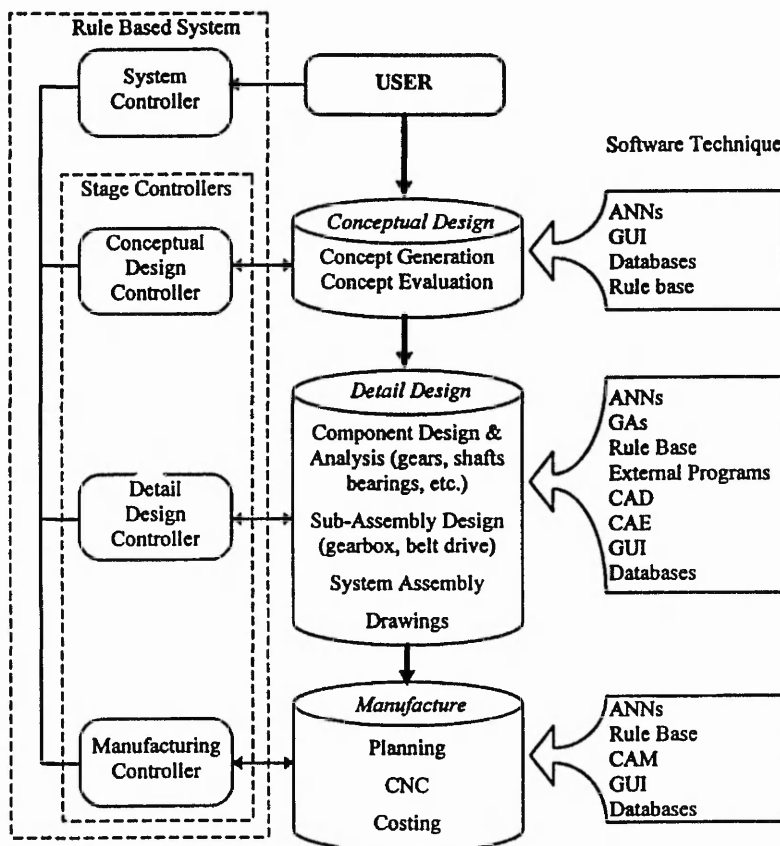 Rule Based System
System
Controller
USER
Software Technique
Stage Controllers
Conceptual
Design
Controller
Conceptual Design
Concept Generation
Concept Evaluation
ANNs
GUI
Databases
Rule base
Detail
Design
Controller
Detail Design
Component Design &
Analysis (gears, shafts
bearings, etc.)
Sub-Assembly Design
(gearbox, belt drive)
System Assembly
Drawings
ANNs
GAs
Rule Base
External Programs
CAD
CAE
GUI
Databases
Manufacturing
Controller
Manufacture
Planning
CNC
Costing
ANNs
Rule Base
CAM
GUI
Databases